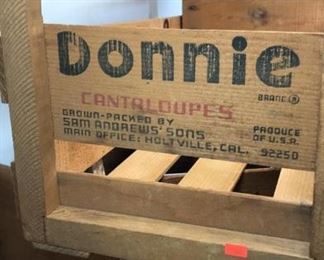 Donnie
BRAND ®
CANTALOUPES
GROWN-PACKED BY
SAM ANDREWS' SONS
MAIN OFFICE: HOLTVILLE, CAL. 92250
PRODUCE
OF U.S.A.